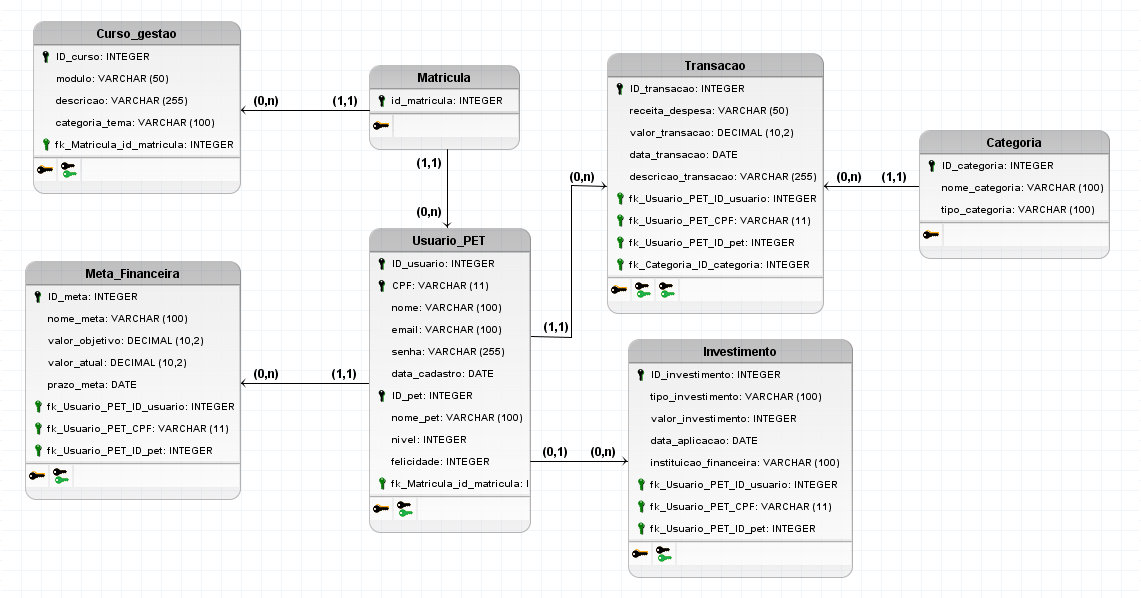 Curso_gestao
ID_curso: INTEGER
modulo: VARCHAR (50)
descricao: VARCHAR (255)
categoria_tema: VARCHAR (100)
fk_Matricula_id_matricula: INTEGER
(0,n)
(1,1)
Matricula
id_matricula: INTEGER
(1,1)
(0,n)
Transacao
ID_transacao: INTEGER
receita_despesa: VARCHAR (50)
valor_transacao: DECIMAL (10,2)
data_transacao: DATE
descricao_transacao: VARCHAR (255)
fk_Usuario_PET_ID_usuario: INTEGER
fk_Usuario_PET_CPF: VARCHAR (11)
fk_Usuario_PET_ID_pet: INTEGER
fk_Categoria_ID_categoria: INTEGER
(0,n)
(1,1)
(0,n)
(1,1)
Categoria
ID_categoria: INTEGER
nome_categoria: VARCHAR (100)
tipo_categoria: VARCHAR (100)
Meta_Financeira
ID_meta: INTEGER
nome_meta: VARCHAR (100)
valor_objetivo: DECIMAL (10,2)
valor_atual: DECIMAL (10,2)
prazo_meta: DATE
fk_Usuario_PET_ID_usuario: INTEGER
fk_Usuario_PET_CPF: VARCHAR (11)
fk_Usuario_PET_ID_pet: INTEGER
(0,n)
(1,1)
Usuario_PET
ID_usuario: INTEGER
CPF: VARCHAR (11)
nome: VARCHAR (100)
email: VARCHAR (100)
senha: VARCHAR (255)
data_cadastro: DATE
ID_pet: INTEGER
nome_pet: VARCHAR (100)
nivel: INTEGER
felicidade: INTEGER
fk_Matricula_id_matricula: I
(0,1)
(0,n)
Investimento
ID_investimento: INTEGER
tipo_investimento: VARCHAR (100)
valor_investimento: INTEGER
data_aplicacao: DATE
instituicao_financeira: VARCHAR (100)
fk_Usuario_PET_ID_usuario: INTEGER
fk_Usuario_PET_CPF: VARCHAR (11)
fk_Usuario_PET_ID_pet: INTEGER